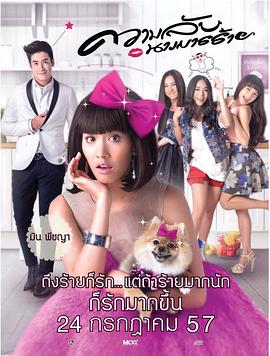 ความลับ
นางมารร้าย
มิน พีชญา
ถึงร้ายก็รัก...แต่ถ้าร้ายมากนัก
ก็รักมากขึ้น
24 กรกฎาคม 57